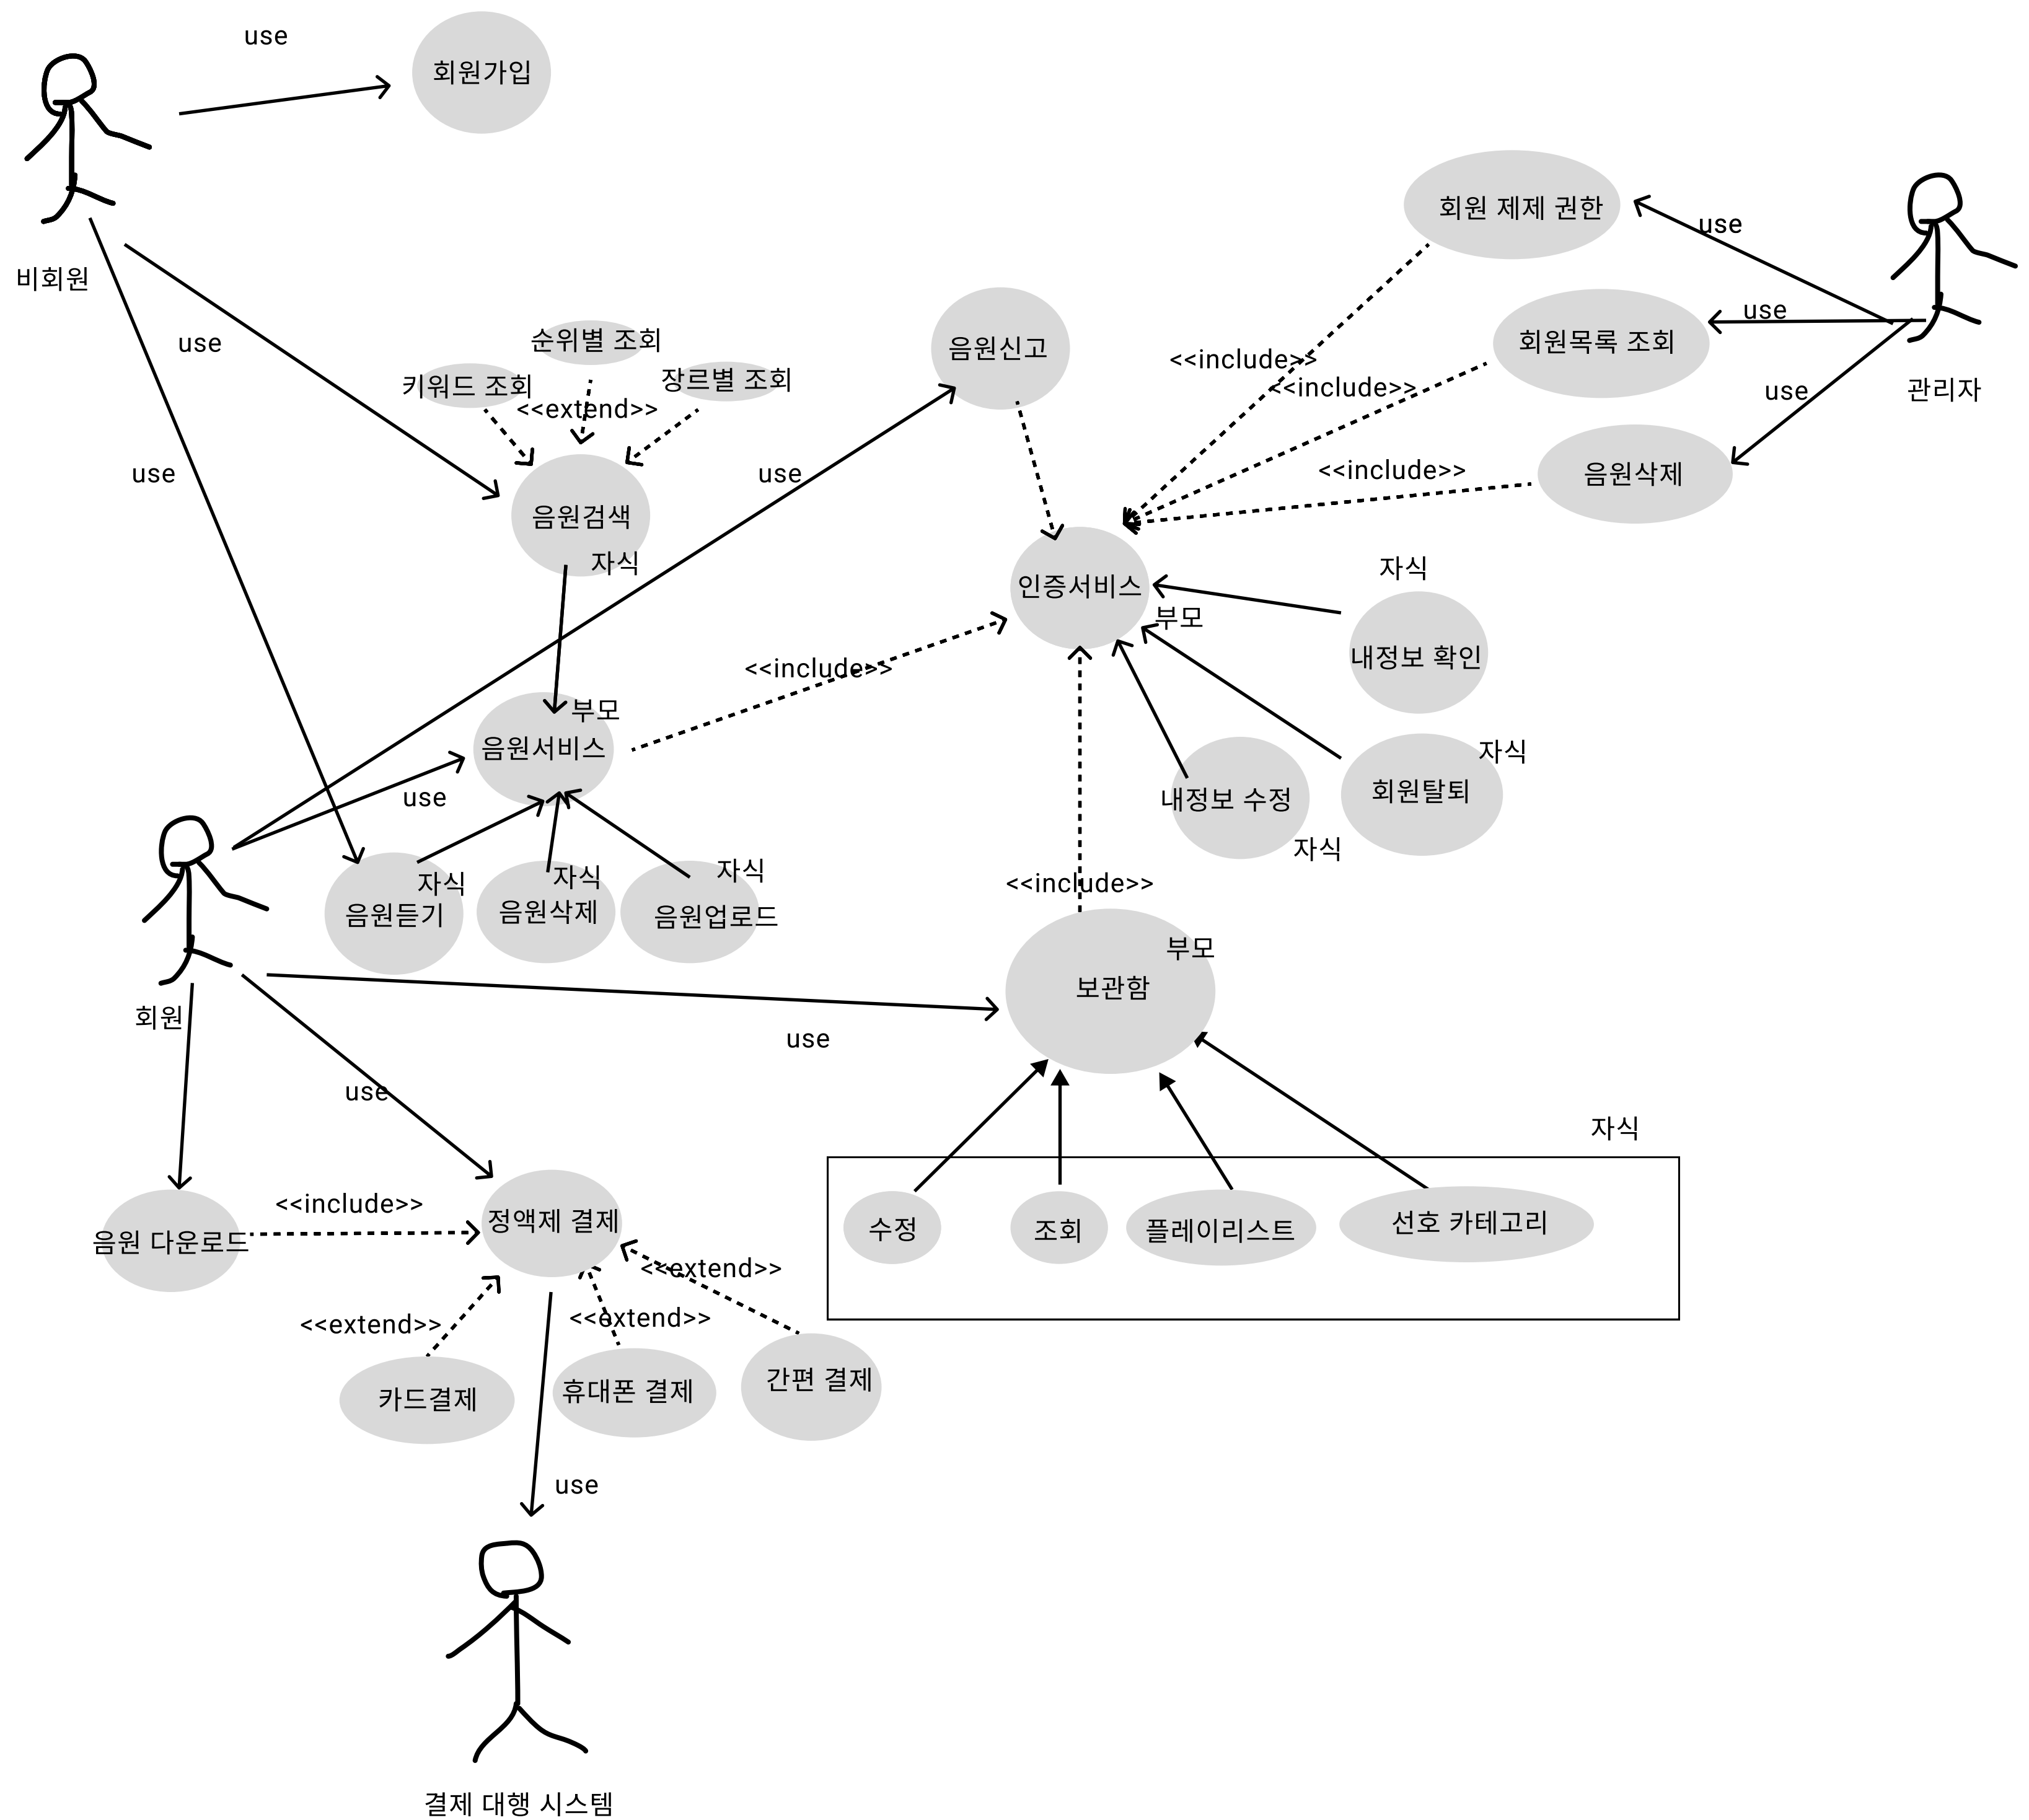 use
회원가입
회원 제제 권한
use
비회원
use
순위별 조회
키워드 조회
장르별 조회
<<extend>>
음원신고
use
회원목록 조회
<<include>>
<<include>>
use
관리자
use
use
음원검색
자식
<<include>>
음원삭제
인증서비스
부모
자식
내정보 확인
<<include>>
부모
음원서비스
use
내정보 수정
자식
회원탈퇴
자식
자식
음원듣기
자식
음원삭제
자식
음원업로드
<<include>>
부모
보관함
회원
use
use
자식
<<include>>
음원 다운로드
정액제 결제
수정
조회
플레이리스트
선호 카테고리
<<extend>>
<<extend>>
<<extend>>
카드결제
휴대폰 결제
간편 결제
use
결제 대행 시스템